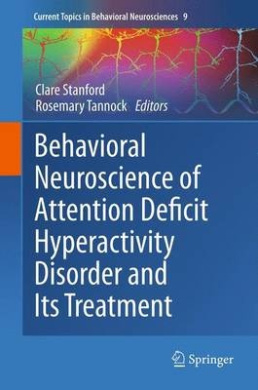 Current Topics in Behavioral Neurosciences 9
Clare Stanford
Rosemary Tannock Editors
Behavioral
Neuroscience of
Attention Deficit
Hyperactivity
Disorder and
Its Treatment
Springer